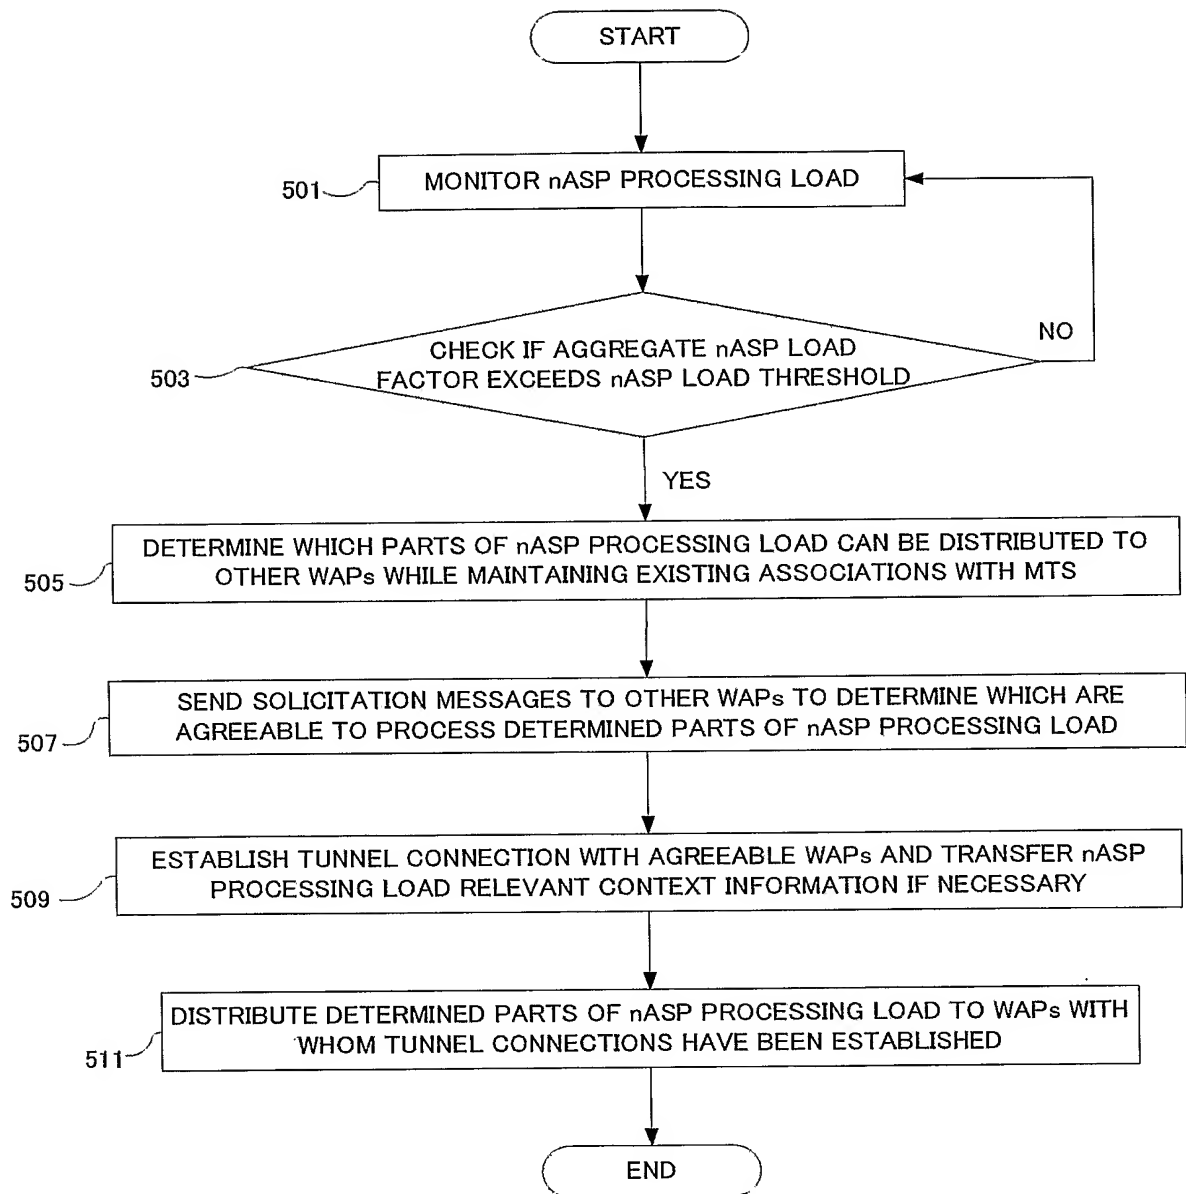 START
501
MONITOR nASP PROCESSING LOAD
503
CHECK IF AGGREGATE nASP LOAD
FACTOR EXCEEDS nASP LOAD THRESHOLD
NO
YES
505
DETERMINE WHICH PARTS OF nASP PROCESSING LOAD CAN BE DISTRIBUTED TO
OTHER WAPs WHILE MAINTAINING EXISTING ASSOCIATIONS WITH MTS
507
SEND SOLICITATION MESSAGES TO OTHER WAPs TO DETERMINE WHICH ARE
AGREEABLE TO PROCESS DETERMINED PARTS OF nASP PROCESSING LOAD
509
ESTABLISH TUNNEL CONNECTION WITH AGREEABLE WAPs AND TRANSFER nASP
PROCESSING LOAD RELEVANT CONTEXT INFORMATION IF NECESSARY
511
DISTRIBUTE DETERMINED PARTS OF nASP PROCESSING LOAD TO WAPs WITH
WHOM TUNNEL CONNECTIONS HAVE BEEN ESTABLISHED
END